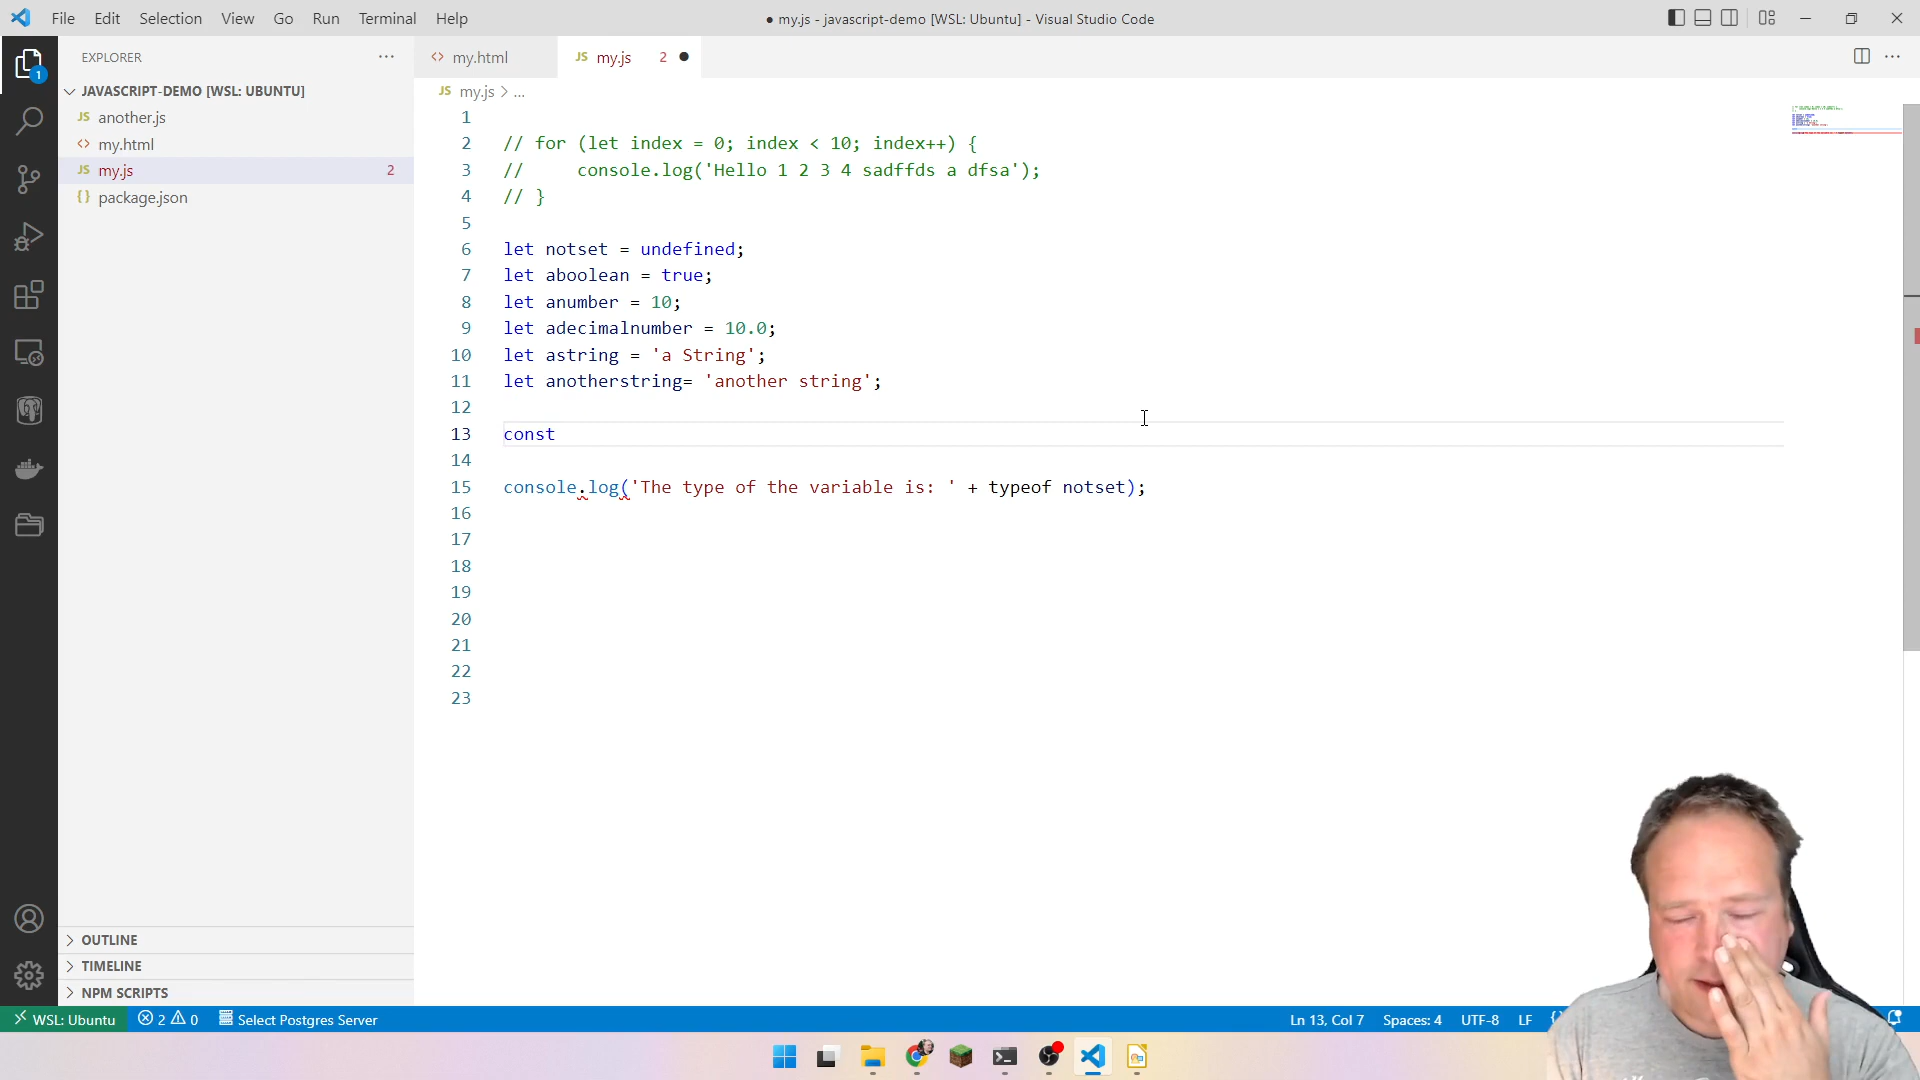 File Edit Selection View Go Run Terminal Help
● my.js - javascript-demo [WSL: Ubuntu] - Visual Studio Code
EXPLORER
1
JAVASCRIPT-DEMO [WSL: UBUNTU]
JS another.js
<> my.html
JS my.js 2
{} package.json
OUTLINE
TIMELINE
NPM SCRIPTS
<> my.html
JS my.js 2 ●
JS my.js > ...
1
2 // for (let index = 0; index < 10; index++) {
3 //     console.log('Hello 1 2 3 4 sadffds a dfsa');
4 // }
5
6 let notset = undefined;
7 let aboolean = true;
8 let anumber = 10;
9 let adecimalnumber = 10.0;
10 let astring = 'a String';
11 let anotherstring= 'another string';
12
13 const
14
15 console.log('The type of the variable is: ' + typeof notset);
16
17
18
19
20
21
22
23
WSL: Ubuntu 2 0 Select Postgres Server
Ln 13, Col 7 Spaces: 4 UTF-8 LF